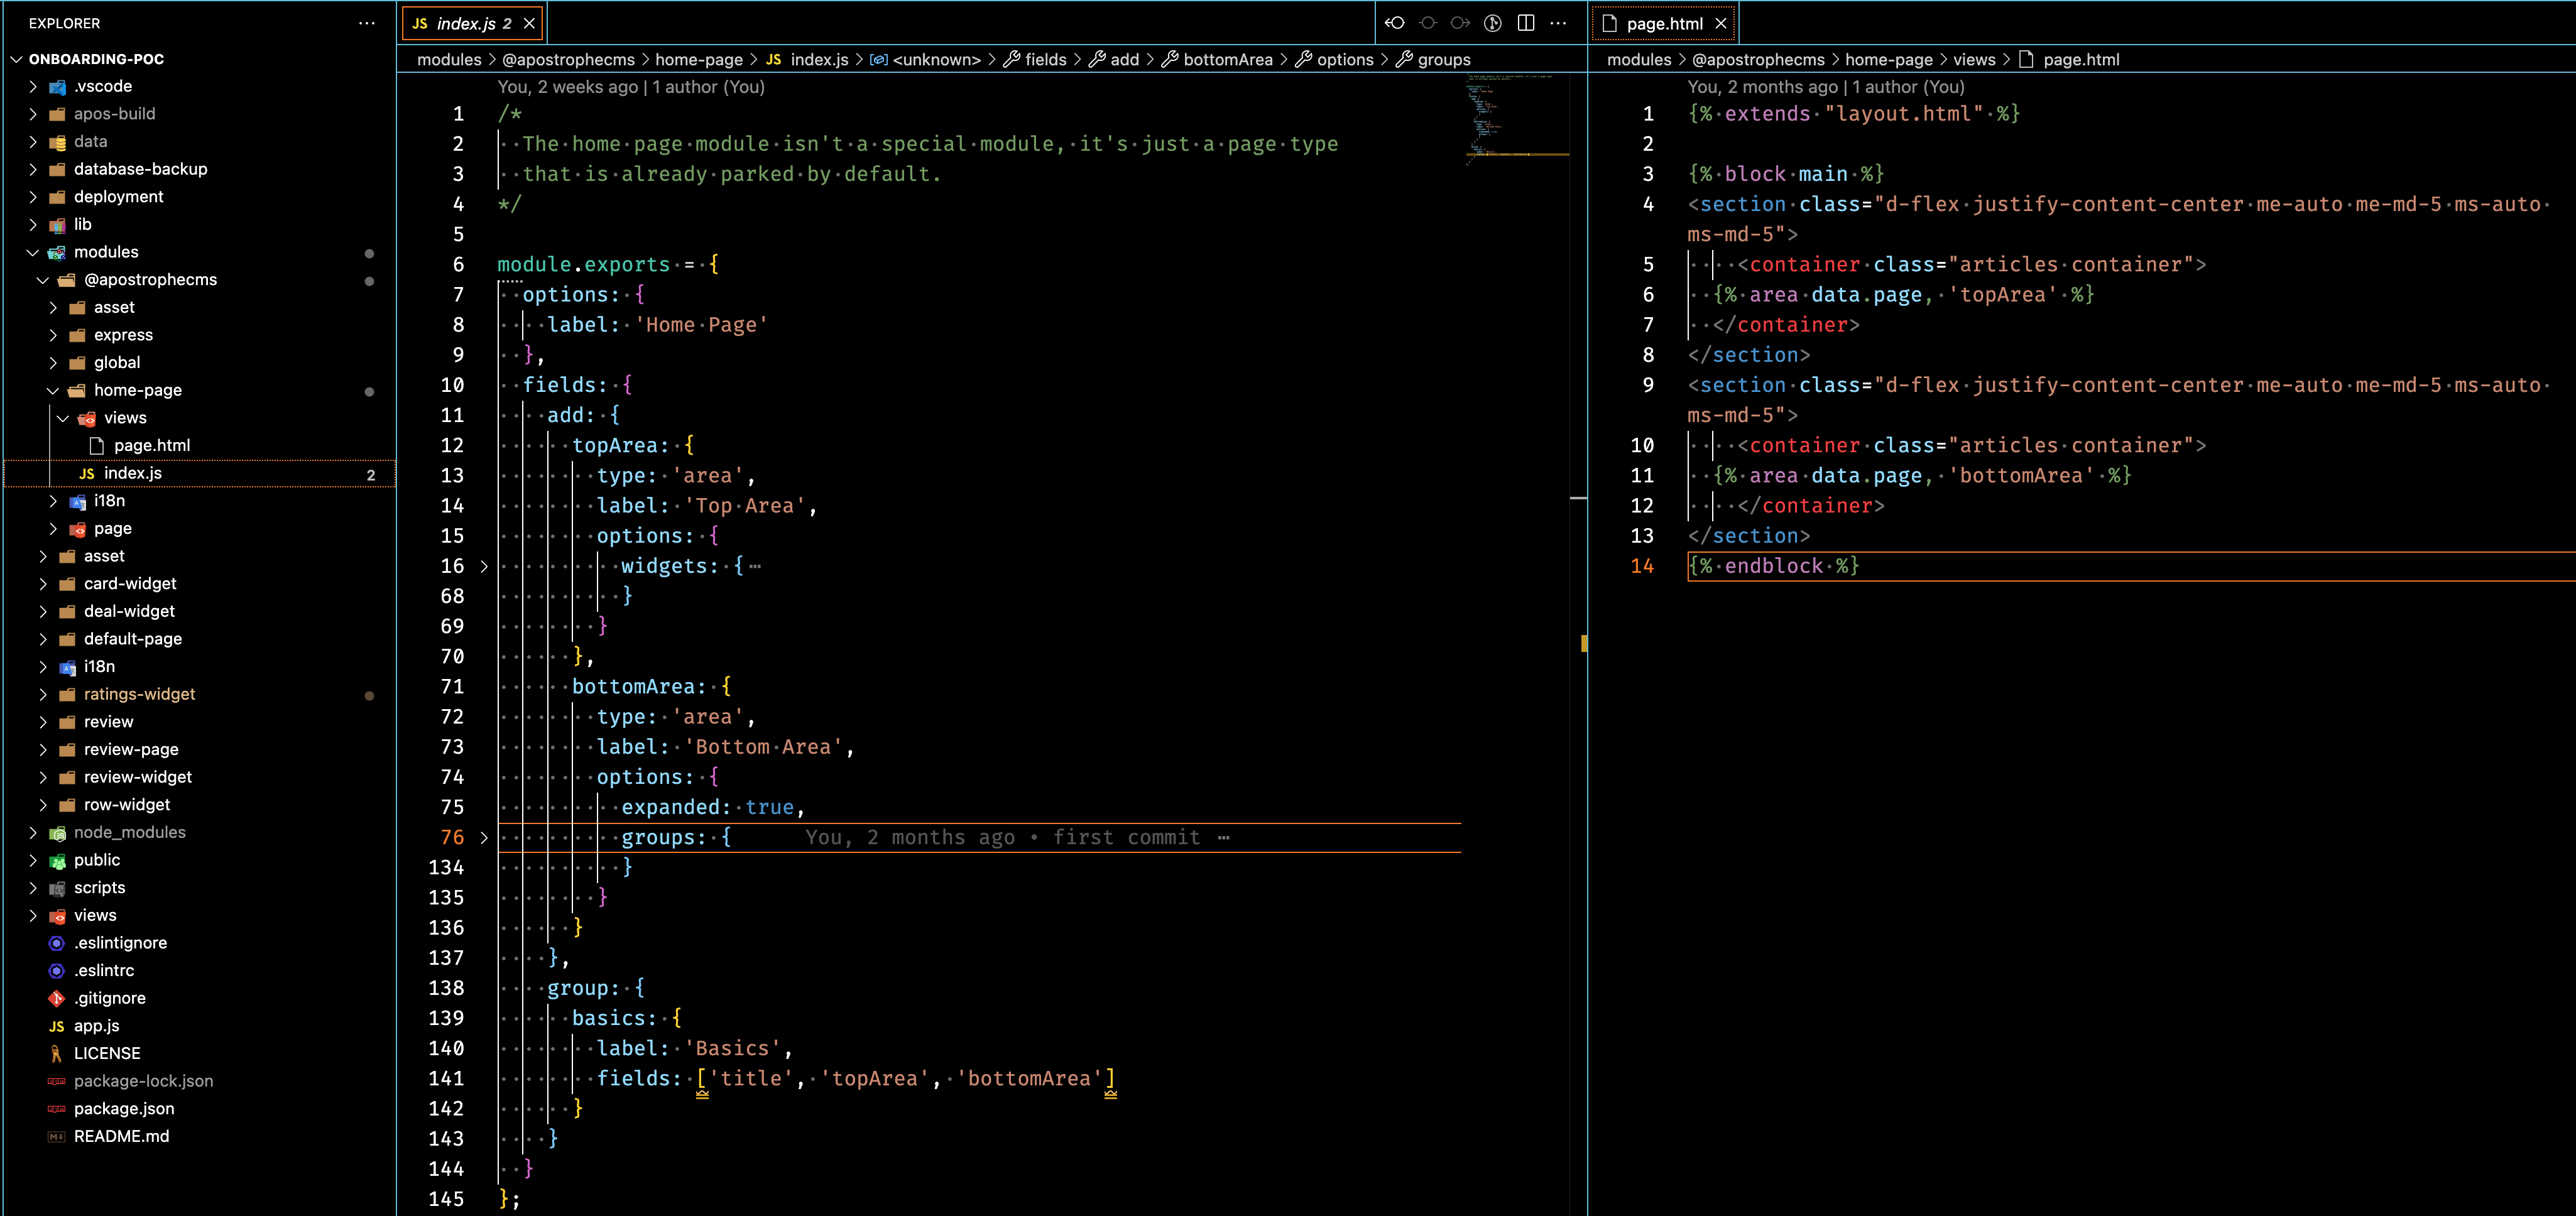 EXPLORER
ONBOARDING-POC
.vscode
apos-build
data
database-backup
deployment
lib
modules
@apostrophecms
asset
express
global
home-page
views
page.html
JS index.js 2
i18n
page
asset
card-widget
deal-widget
default-page
i18n
ratings-widget
review
review-page
review-widget
row-widget
node_modules
public
scripts
views
.eslintignore
.eslintrc
.gitignore
JS app.js
LICENSE
package-lock.json
package.json
README.md
JS index.js 2
modules > @apostrophecms > home-page > JS index.js > <unknown> > fields > add > bottomArea > options > groups
You, 2 weeks ago | 1 author (You)
1 /*
2   The home page module isn't a special module, it's just a page type
3   that is already parked by default.
4 */
5
6 module.exports = {
7   options: {
8     label: 'Home Page'
9   },
10   fields: {
11     add: {
12       topArea: {
13         type: 'area',
14         label: 'Top Area',
15         options: {
16           widgets: { ⋯
68           }
69         }
70       },
71       bottomArea: {
72         type: 'area',
73         label: 'Bottom Area',
74         options: {
75           expanded: true,
76           groups: { You, 2 months ago • first commit ⋯
134           }
135         }
136       }
137     },
138     group: {
139       basics: {
140         label: 'Basics',
141         fields: ['title', 'topArea', 'bottomArea']
142       }
143     }
144   }
145 };
page.html
modules > @apostrophecms > home-page > views > page.html
You, 2 months ago | 1 author (You)
1 {% extends "layout.html" %}
2
3 {% block main %}
4 <section class="d-flex justify-content-center me-auto me-md-5 ms-auto
ms-md-5">
5     <container class="articles container">
6   {% area data.page, 'topArea' %}
7   </container>
8 </section>
9 <section class="d-flex justify-content-center me-auto me-md-5 ms-auto
ms-md-5">
10     <container class="articles container">
11   {% area data.page, 'bottomArea' %}
12     </container>
13 </section>
14 {% endblock %}